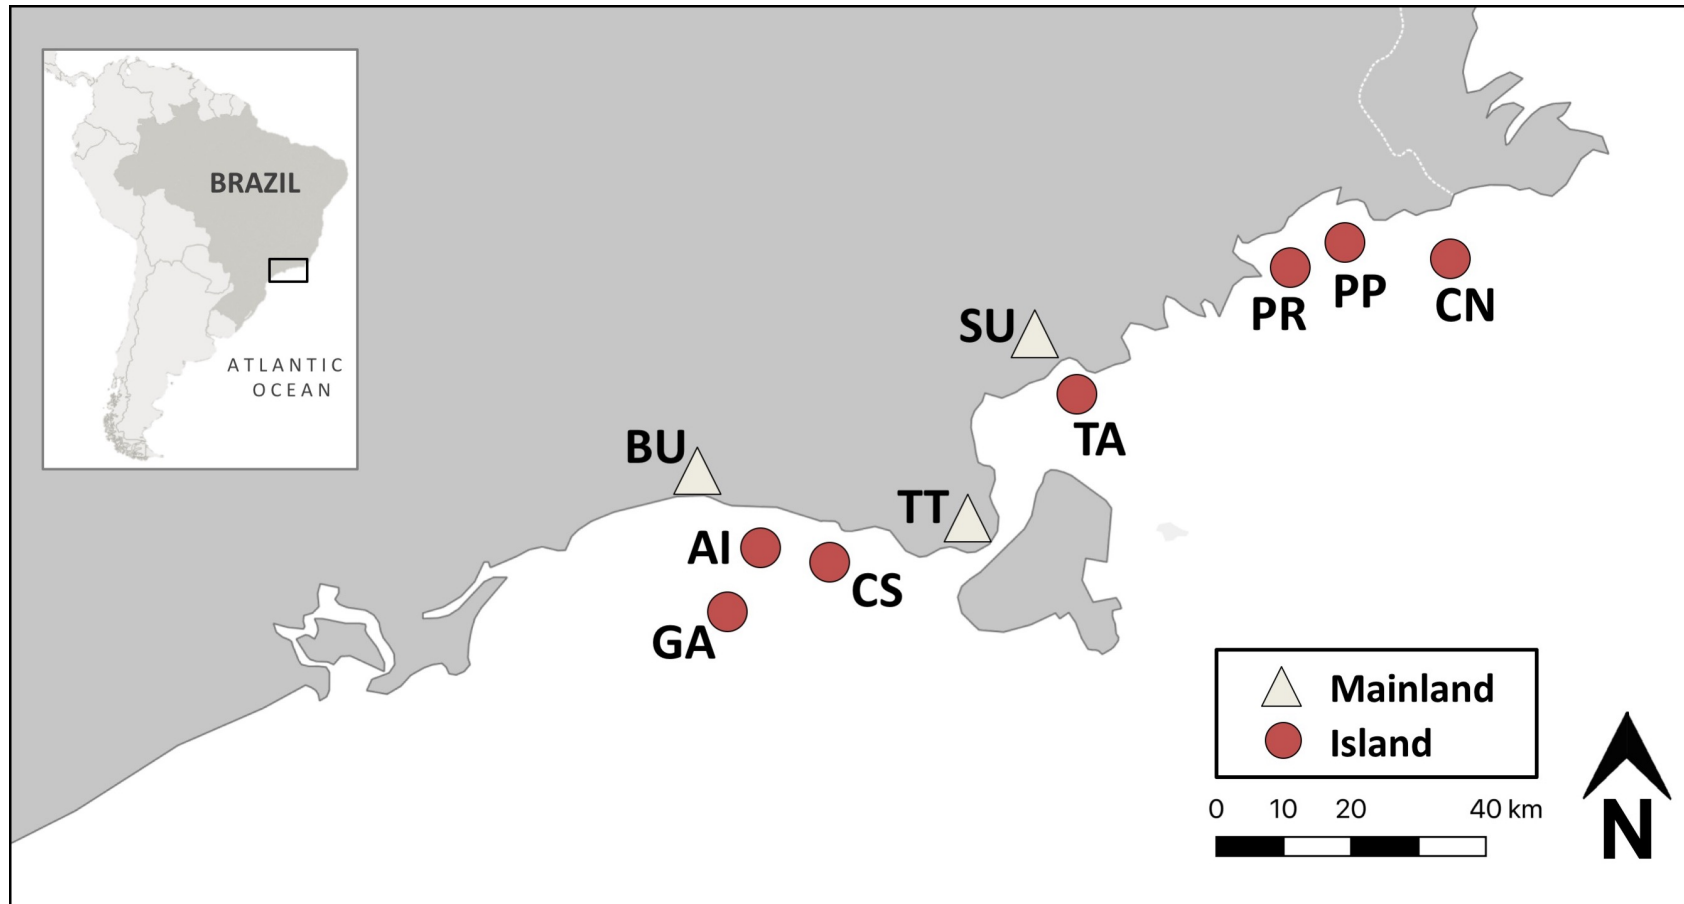 BRAZIL
ATLANTIC
OCEAN
SU
PR
PP
CN
TA
BU
TT
AI
CS
GA
Mainland
Island
0 10 20 40 km
N